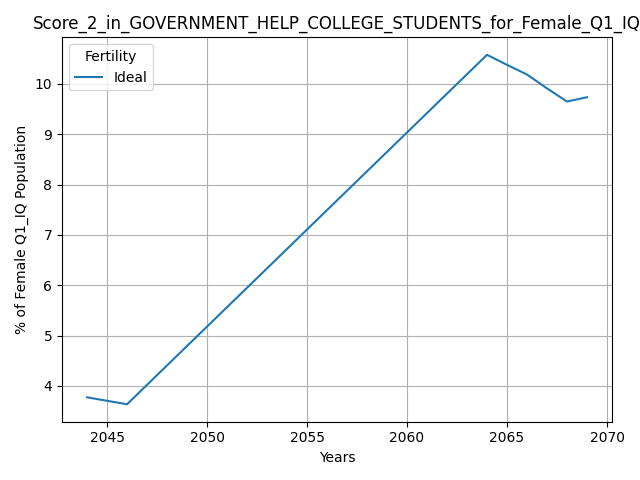 Score_2_in_GOVERNMENT_HELP_COLLEGE_STUDENTS_for_Female_Q1_IQ
Fertility
Ideal
% of Female Q1_IQ Population
10
9
8
7
6
5
4
2045 2050 2055 2060 2065 2070
Years